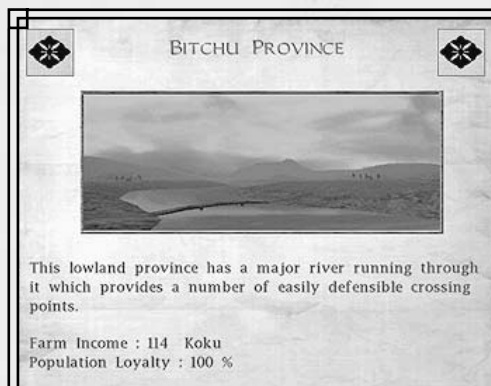 BITCHU PROVINCE
This lowland province has a major river running through
it which provides a number of easily defensible crossing
points.
Farm Income : 114 Koku
Population Loyalty : 100 %